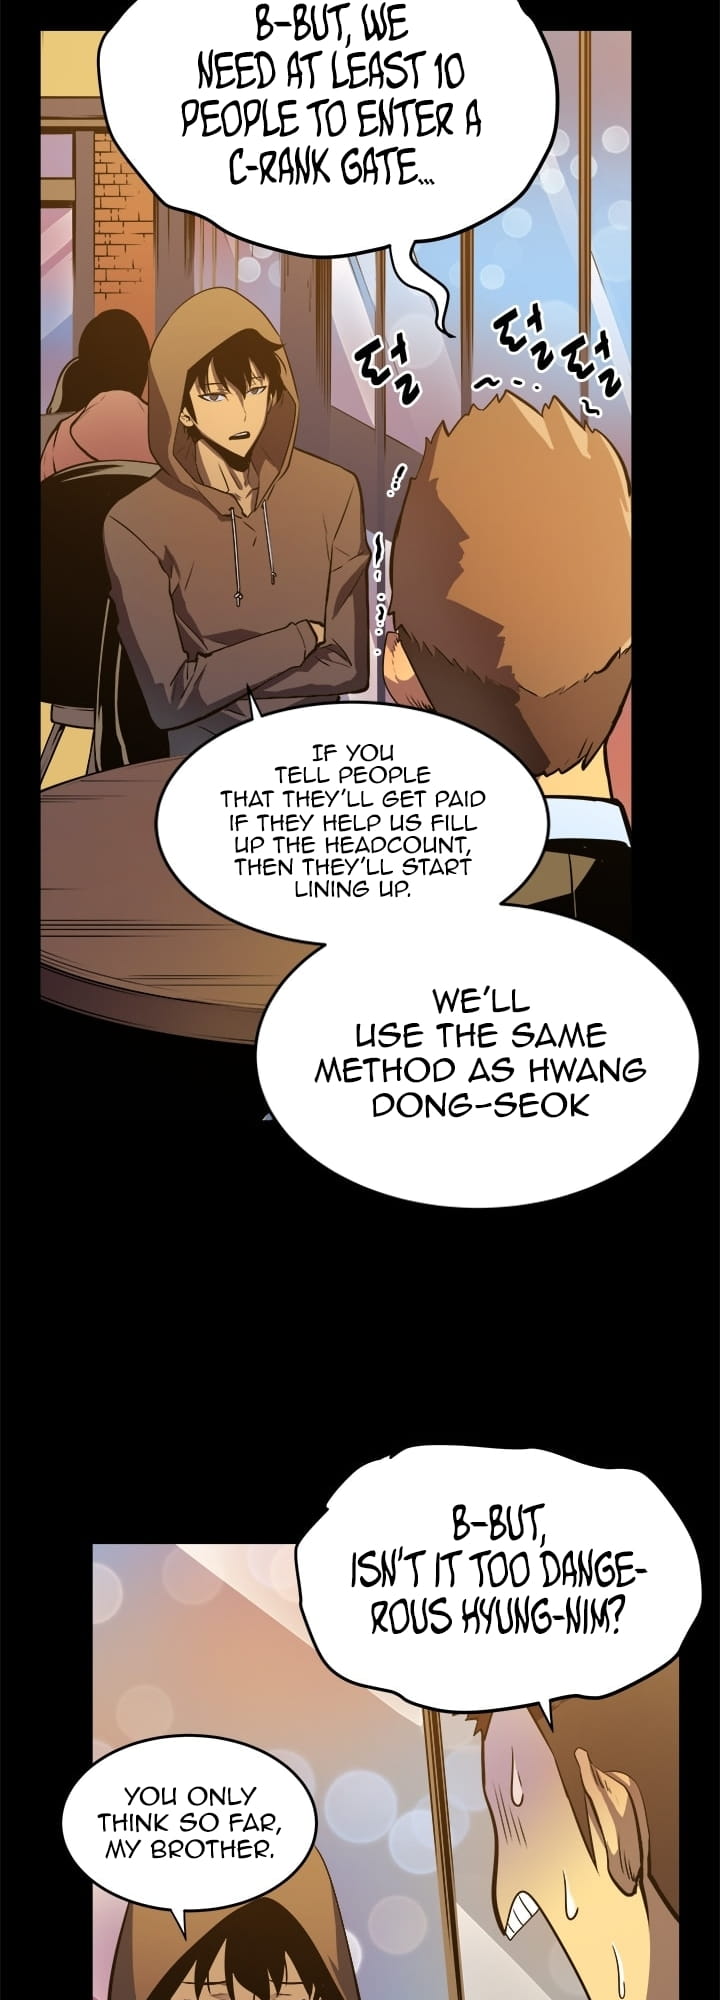 B-BUT, WE
NEED AT LEAST 10
PEOPLE TO ENTER A
C-RANK GATE...
덜
덜
덜
IF YOU
TELL PEOPLE
THAT THEY'LL GET PAID
IF THEY HELP US FILL
UP THE HEADCOUNT,
THEN THEY'LL START
LINING UP.
WE'LL
USE THE SAME
METHOD AS HWANG
DONG-SEOK
B-BUT,
ISN'T IT TOO DANGE-
ROUS HYUNG-NIM?
YOU ONLY
THINK SO FAR,
MY BROTHER.